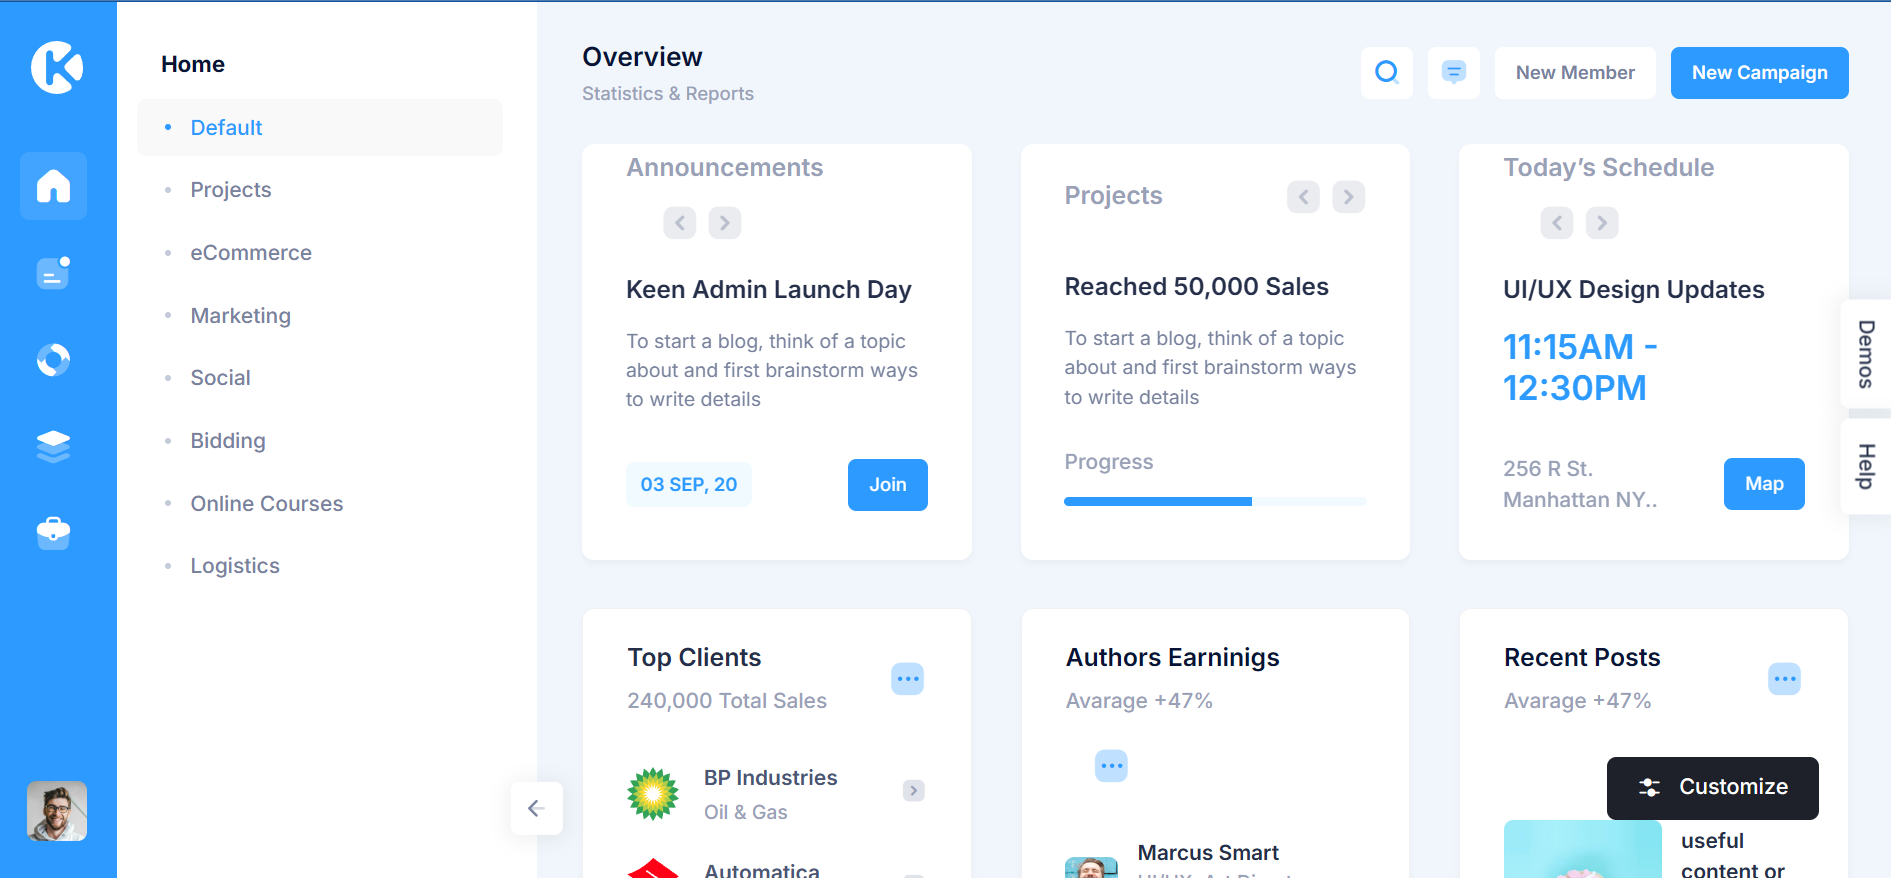 Home
Default
Projects
eCommerce
Marketing
Social
Bidding
Online Courses
Logistics
Overview
Statistics & Reports
New Member
New Campaign
Announcements
Keen Admin Launch Day
To start a blog, think of a topic
about and first brainstorm ways
to write details
03 SEP, 20
Join
Projects
Reached 50,000 Sales
To start a blog, think of a topic
about and first brainstorm ways
to write details
Progress
Today’s Schedule
UI/UX Design Updates
11:15AM -
12:30PM
256 R St.
Manhattan NY..
Map
Demos
Help
Top Clients
240,000 Total Sales
BP Industries
Oil & Gas
Automatica
Authors Earninigs
Avarage +47%
Marcus Smart
Recent Posts
Avarage +47%
Customize
useful
content or